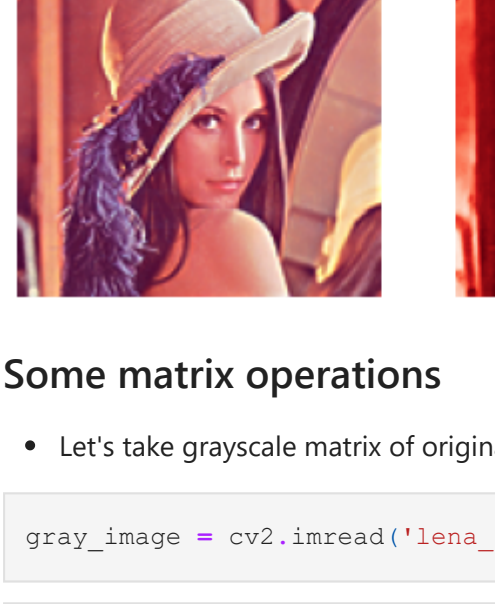 Some matrix operations
Let's take grayscale matrix of origin
gray_image = cv2.imread('lena_